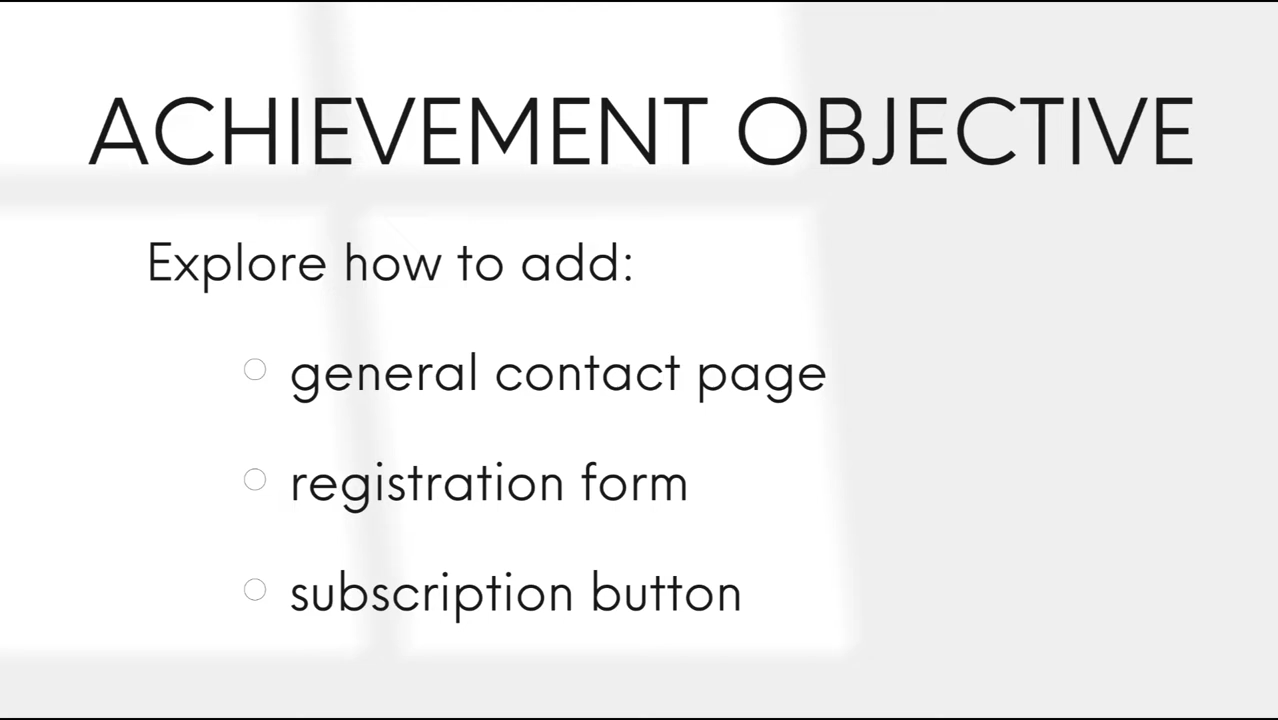 ACHIEVEMENT OBJECTIVE
Explore how to add:
general contact page
registration form
subscription button